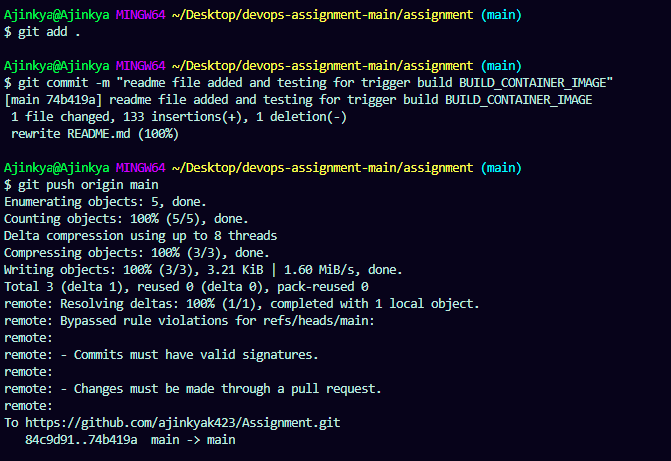 Ajinkya@Ajinkya MINGW64 ~/Desktop/devops-assignment-main/assignment (main)
$ git add .
Ajinkya@Ajinkya MINGW64 ~/Desktop/devops-assignment-main/assignment (main)
$ git commit -m "readme file added and testing for trigger build BUILD_CONTAINER_IMAGE"
[main 74b419a] readme file added and testing for trigger build BUILD_CONTAINER_IMAGE
 1 file changed, 133 insertions(+), 1 deletion(-)
 rewrite README.md (100%)
Ajinkya@Ajinkya MINGW64 ~/Desktop/devops-assignment-main/assignment (main)
$ git push origin main
Enumerating objects: 5, done.
Counting objects: 100% (5/5), done.
Delta compression using up to 8 threads
Compressing objects: 100% (3/3), done.
Writing objects: 100% (3/3), 3.21 KiB | 1.60 MiB/s, done.
Total 3 (delta 1), reused 0 (delta 0), pack-reused 0
remote: Resolving deltas: 100% (1/1), completed with 1 local object.
remote: Bypassed rule violations for refs/heads/main:
remote:
remote: - Commits must have valid signatures.
remote:
remote: - Changes must be made through a pull request.
remote:
To https://github.com/ajinkyak423/Assignment.git
   84c9d91..74b419a  main -> main